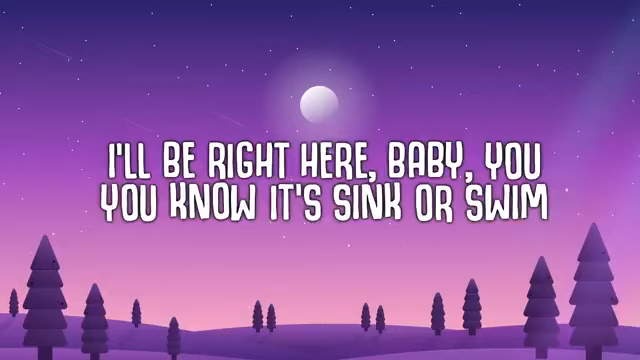 I'LL BE RIGHT HERE, BABY, YOU
YOU KNOW IT'S SINK OR SWIM